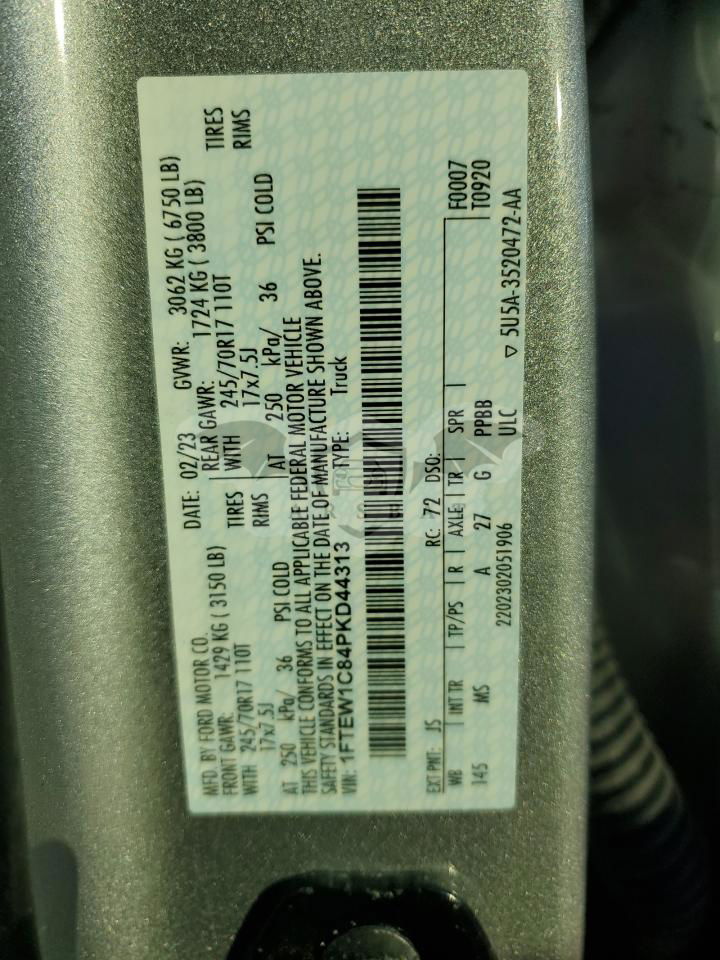 MFD. BY FORD MOTOR CO. DATE: 02/23 GVWR: 3062 KG ( 6750 LB)
FRONT GAWR: 1429 KG ( 3150 LB) REAR GAWR: 1724 KG ( 3800 LB)
WITH 245/70R17 110T TIRES WITH 245/70R17 110T TIRES
17x7.5J RIMS 17x7.5J RIMS
AT 250 kPa/ 36 PSI COLD AT 250 kPa/ 36 PSI COLD
THIS VEHICLE CONFORMS TO ALL APPLICABLE FEDERAL MOTOR VEHICLE
SAFETY STANDARDS IN EFFECT ON THE DATE OF MANUFACTURE SHOWN ABOVE.
VIN: 1FTEW1C84PKD44313 TYPE: Truck
EXT PNT: JS RC: 72 DSO: F0007
WB INT TR TP/PS R AXLE TR SPR T0920
145 MS A 27 G PPBB
2202302051906 ULC ▽ 5U5A-3520472-AA